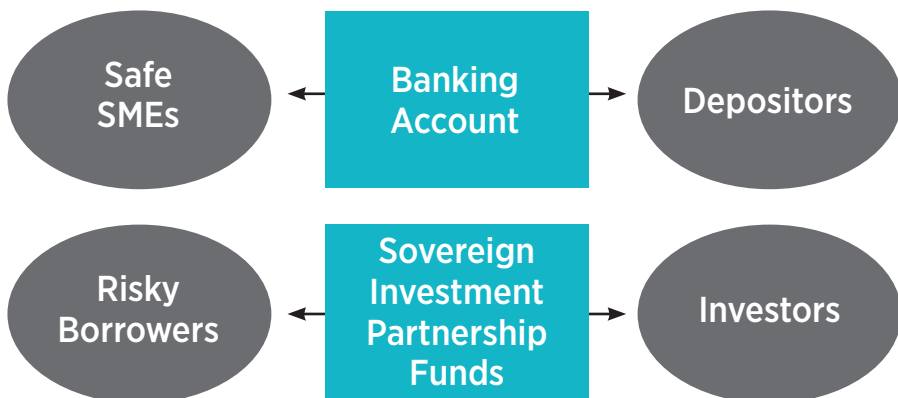 Safe
SMEs
Banking
Account
Depositors
Risky
Borrowers
Sovereign
Investment
Partnership
Funds
Investors